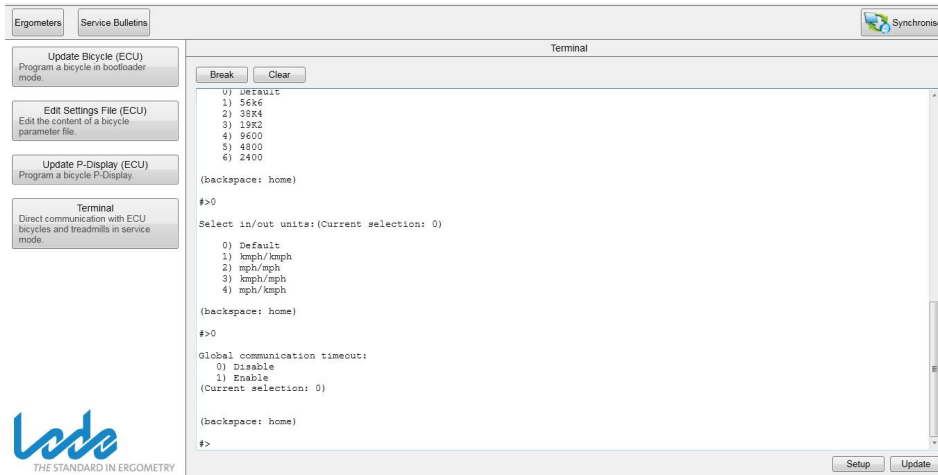 Ergometers
Service Bulletins
Synchronise
Update Bicycle (ECU)
Program a bicycle in bootloader
mode.
Edit Settings File (ECU)
Edit the content of a bicycle
parameter file.
Update P-Display (ECU)
Program a bicycle P-Display.
Terminal
Direct communication with ECU
bicycles and treadmills in service
mode.
Terminal
Break
Clear
0) Default
1) 56k6
2) 38K4
3) 19K2
4) 9600
5) 4800
6) 2400
(backspace: home)
#>0
Select in/out units:(Current selection: 0)
0) Default
1) kmph/kmph
2) mph/mph
3) kmph/mph
4) mph/kmph
(backspace: home)
#>0
Global communication timeout:
0) Disable
1) Enable
(Current selection: 0)
(backspace: home)
#>
Setup
Update
Lode
THE STANDARD IN ERGOMETRY